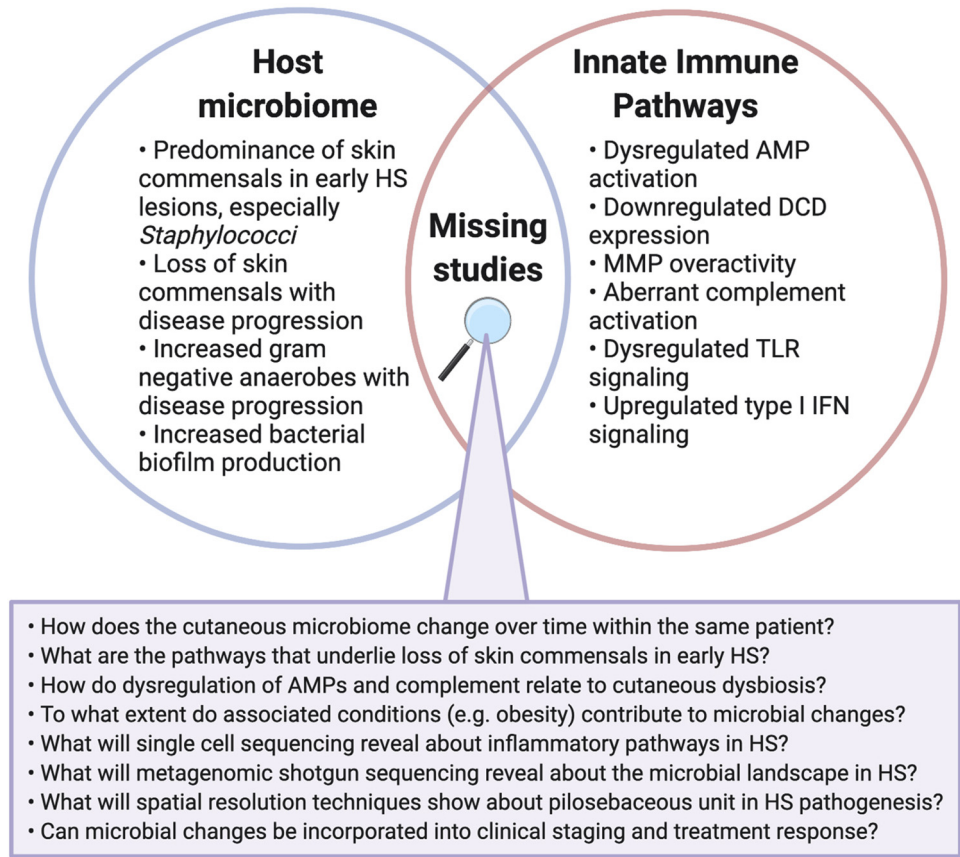 Host
microbiome
• Predominance of skin
commensals in early HS
lesions, especially
Staphylococci
• Loss of skin
commensals with
disease progression
• Increased gram
negative anaerobes with
disease progression
• Increased bacterial
biofilm production
Missing
studies
Innate Immune
Pathways
• Dysregulated AMP
activation
• Downregulated DCD
expression
• MMP overactivity
• Aberrant complement
activation
• Dysregulated TLR
signaling
• Upregulated type I IFN
signaling
• How does the cutaneous microbiome change over time within the same patient?
• What are the pathways that underlie loss of skin commensals in early HS?
• How do dysregulation of AMPs and complement relate to cutaneous dysbiosis?
• To what extent do associated conditions (e.g. obesity) contribute to microbial changes?
• What will single cell sequencing reveal about inflammatory pathways in HS?
• What will metagenomic shotgun sequencing reveal about the microbial landscape in HS?
• What will spatial resolution techniques show about pilosebaceous unit in HS pathogenesis?
• Can microbial changes be incorporated into clinical staging and treatment response?